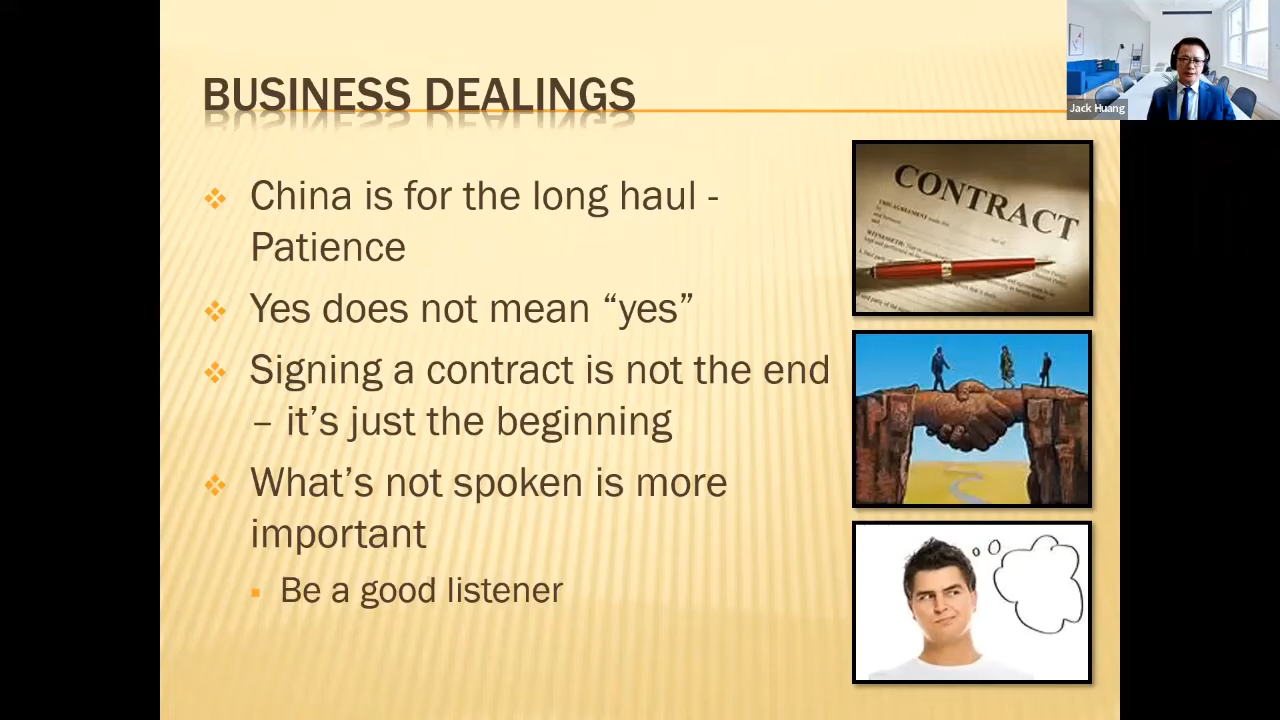 BUSINESS DEALINGS
Jack Huang
China is for the long haul -
Patience
Yes does not mean “yes”
Signing a contract is not the end
– it’s just the beginning
What’s not spoken is more
important
Be a good listener
CONTRACT